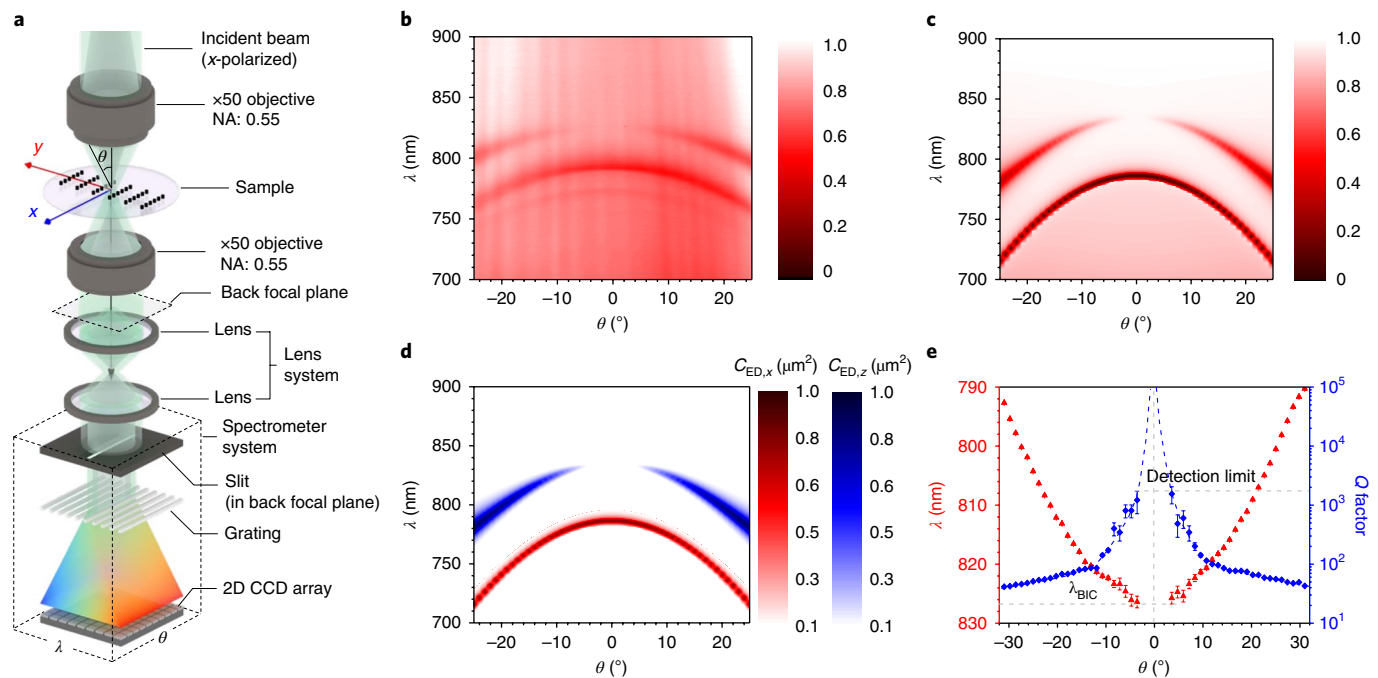 a
Incident beam
(x-polarized)
×50 objective
NA: 0.55
θ
y
Sample
x
×50 objective
NA: 0.55
Back focal plane
Lens
Lens
system
Lens
Spectrometer
system
Slit
(in back focal plane)
Grating
2D CCD array
λ
θ
b
900
850
800
750
700
λ (nm)
−20
−10
0
10
20
θ (°)
1.0
0.8
0.6
0.4
0.2
0
c
900
850
800
750
700
λ (nm)
−20
−10
0
10
20
θ (°)
1.0
0.8
0.6
0.4
0.2
0
d
900
850
800
750
700
λ (nm)
−20
−10
0
10
20
θ (°)
C_ED,x (μm²)
C_ED,z (μm²)
1.0
0.8
0.6
0.4
0.3
0.1
1.0
0.8
0.6
0.4
0.3
0.1
e
790
800
810
820
830
λ (nm)
−30
−20
−10
0
10
20
30
θ (°)
Detection limit
λ_BIC
10⁵
10⁴
10³
10²
10¹
Q factor